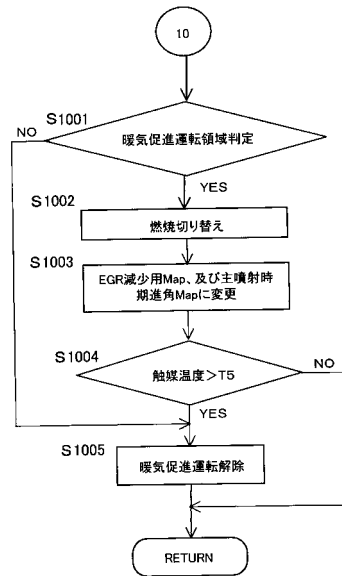 10
S1001
NO
暖気促進運転領域判定
YES
S1002
燃焼切り替え
S1003
EGR減少用Map、及び主噴射時
期進角Mapに変更
S1004
NO
触媒温度>T5
YES
S1005
暖気促進運転解除
RETURN